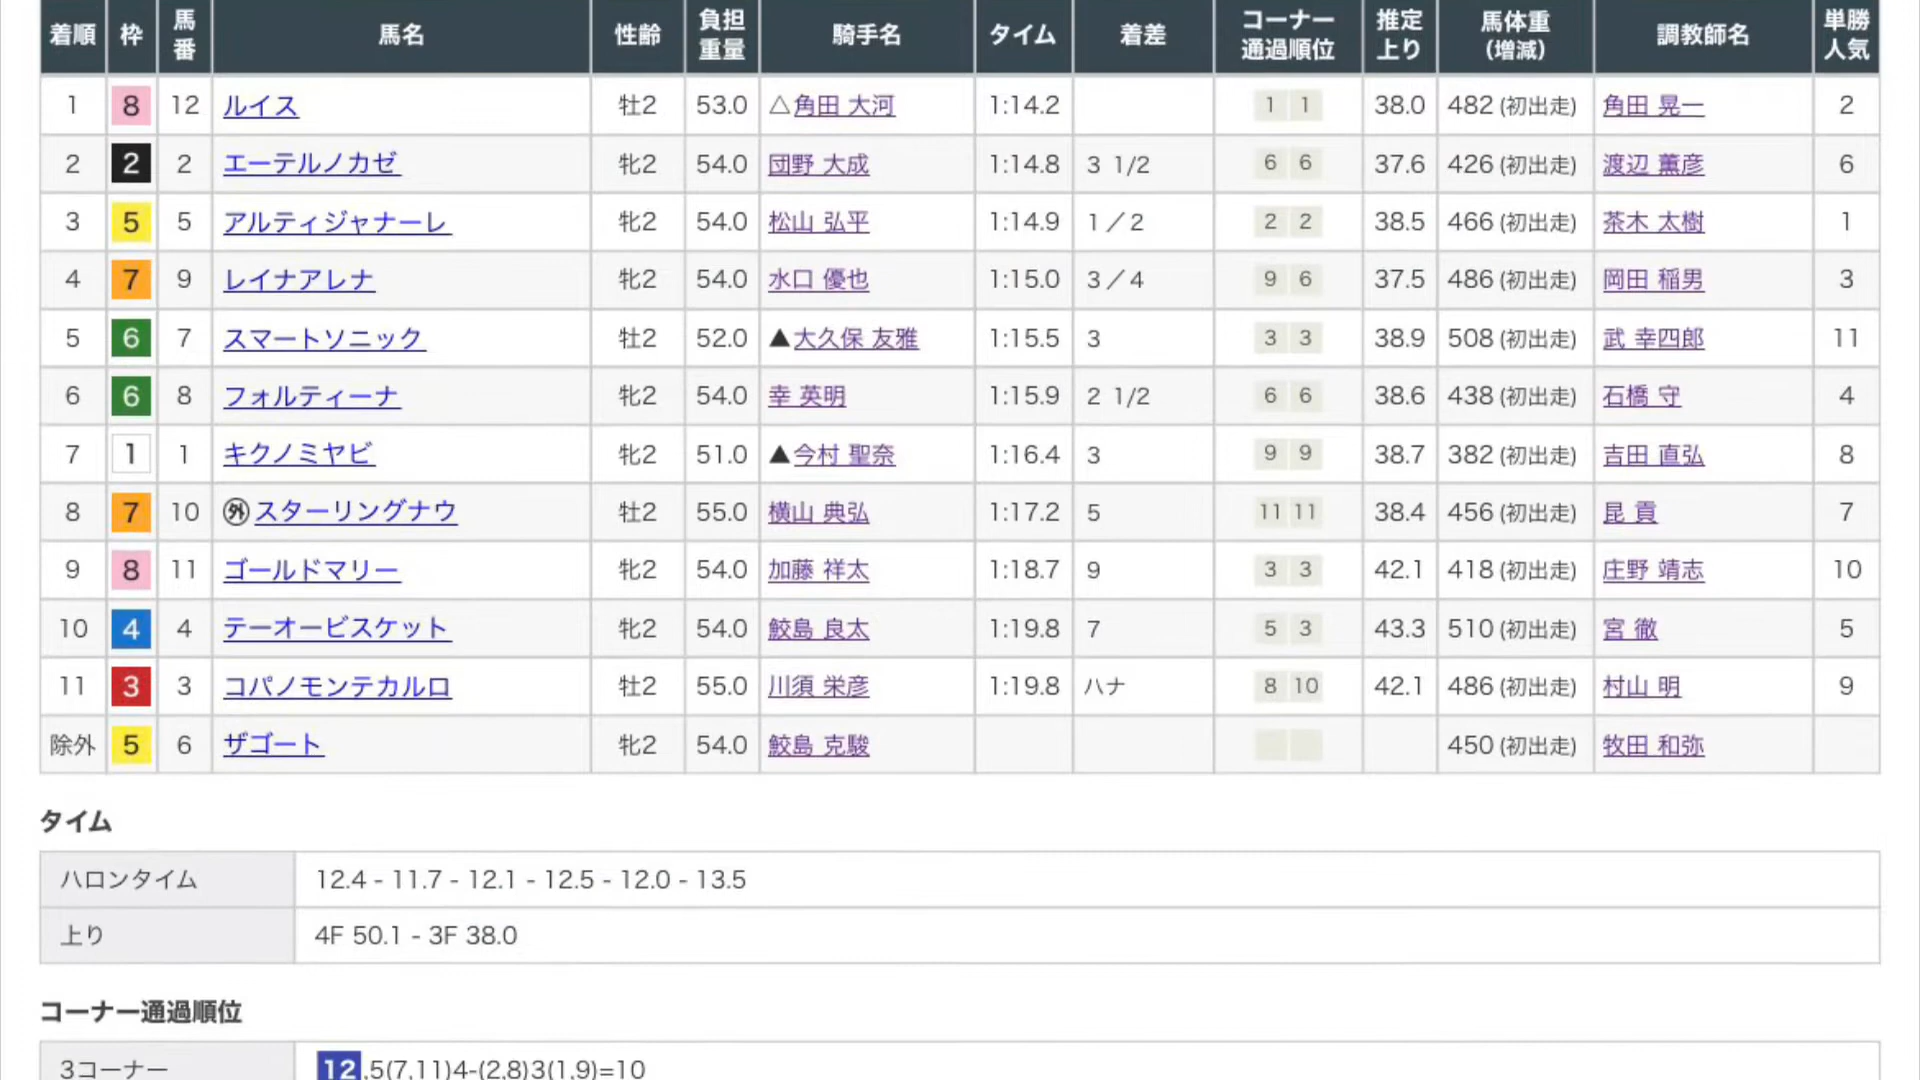 着順 枠 馬番 馬名 性齢 負担重量 騎手名 タイム 着差 コーナー通過順位 推定上り 馬体重(増減) 調教師名 単勝人気
1 8 12 ルイス 牡2 53.0 △角田 大河 1:14.2 1 1 38.0 482 (初出走) 角田 晃一 2
2 2 2 エーテルノカゼ 牝2 54.0 団野 大成 1:14.8 3 1/2 6 6 37.6 426 (初出走) 渡辺 薫彦 6
3 5 5 アルティジャナーレ 牝2 54.0 松山 弘平 1:14.9 1/2 2 2 38.5 466 (初出走) 茶木 太樹 1
4 7 9 レイナアレナ 牝2 54.0 水口 優也 1:15.0 3/4 9 6 37.5 486 (初出走) 岡田 稲男 3
5 6 7 スマートソニック 牡2 52.0 ▲大久保 友雅 1:15.5 3 3 3 38.9 508 (初出走) 武 幸四郎 11
6 6 8 フォルティーナ 牝2 54.0 幸 英明 1:15.9 2 1/2 6 6 38.6 438 (初出走) 石橋 守 4
7 1 1 キクノミヤビ 牝2 51.0 ▲今村 聖奈 1:16.4 3 9 9 38.7 382 (初出走) 吉田 直弘 8
8 7 10 ㊕スターリングナウ 牡2 55.0 横山 典弘 1:17.2 5 11 11 38.4 456 (初出走) 昆 貢 7
9 8 11 ゴールドマリー 牝2 54.0 加藤 祥太 1:18.7 9 3 3 42.1 418 (初出走) 庄野 靖志 10
10 4 4 テーオービスケット 牝2 54.0 鮫島 良太 1:19.8 7 5 3 43.3 510 (初出走) 宮 徹 5
11 3 3 コパノモンテカルロ 牡2 55.0 川須 栄彦 1:19.8 ハナ 8 10 42.1 486 (初出走) 村山 明 9
除外 5 6 ザゴート 牝2 54.0 鮫島 克駿 450 (初出走) 牧田 和弥
タイム
ハロンタイム 12.4 - 11.7 - 12.1 - 12.5 - 12.0 - 13.5
上り 4F 50.1 - 3F 38.0
コーナー通過順位
3コーナー 12,5(7,11)4-(2,8)3(1,9)=10